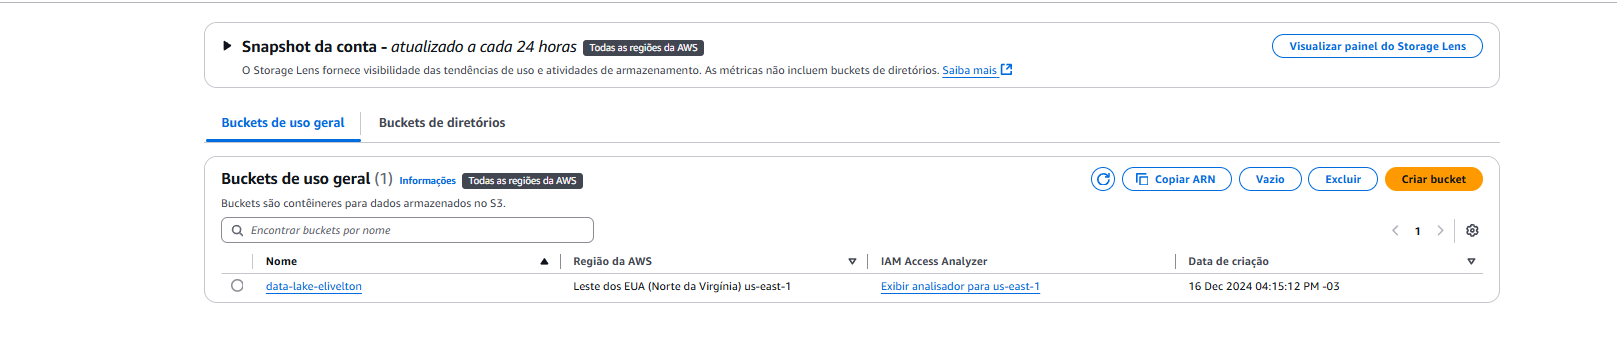 Snapshot da conta - atualizado a cada 24 horas Todas as regiões da AWS
Visualizar painel do Storage Lens
O Storage Lens fornece visibilidade das tendências de uso e atividades de armazenamento. As métricas não incluem buckets de diretórios. Saiba mais
Buckets de uso geral Buckets de diretórios
Buckets de uso geral (1) Informações Todas as regiões da AWS
Copiar ARN Vazio Excluir Criar bucket
Buckets são contêineres para dados armazenados no S3.
Encontrar buckets por nome
1
Nome Região da AWS IAM Access Analyzer Data de criação
data-lake-elivelton Leste dos EUA (Norte da Virgínia) us-east-1 Exibir analisador para us-east-1 16 Dec 2024 04:15:12 PM -03